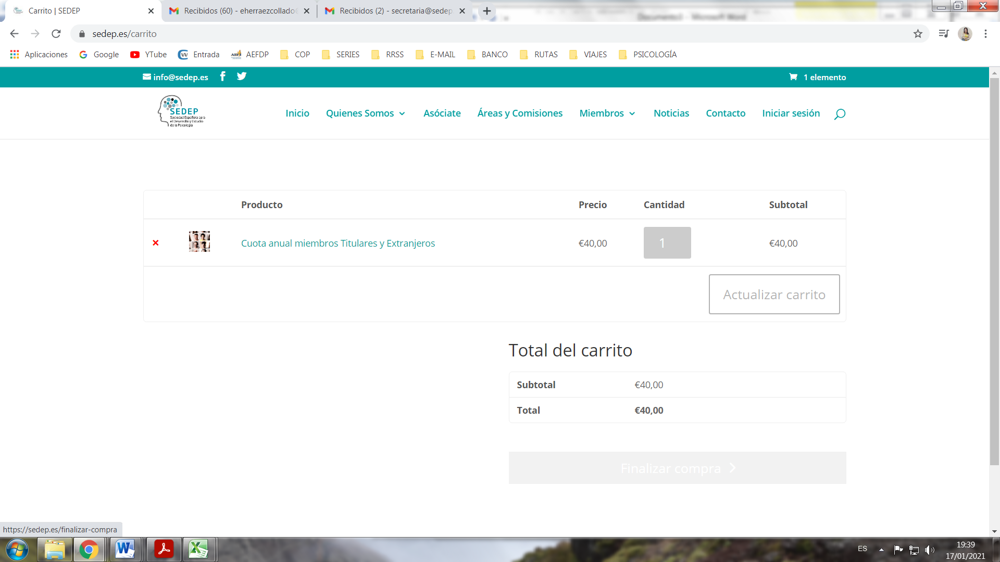 Carrito | SEDEP
Recibidos (60) - eherraezcollado
Recibidos (2) - secretaria@sedep.
Documento1 - Microsoft Word
sedep.es/carrito
Aplicaciones Google YTube Entrada AEFDP COP SERIES RRSS E-MAIL BANCO RUTAS VIAJES PSICOLOGÍA
info@sedep.es
1 elemento
SEDEP
Sociedad Española para
el Desarrollo y Estudio
de la Psicología
Inicio Quienes Somos Asóciate Áreas y Comisiones Miembros Noticias Contacto Iniciar sesión
Producto Precio Cantidad Subtotal
Cuota anual miembros Titulares y Extranjeros €40,00 1 €40,00
Actualizar carrito
Total del carrito
Subtotal €40,00
Total €40,00
Finalizar compra
https://sedep.es/finalizar-compra
ES
19:39
17/01/2021